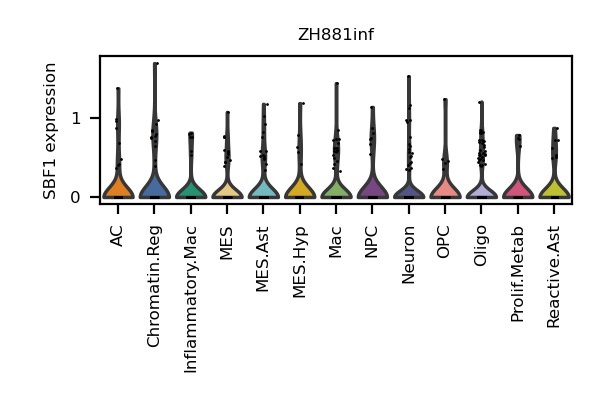 ZH881inf
SBF1 expression
1
0
AC
Chromatin.Reg
Inflammatory.Mac
MES
MES.Ast
MES.Hyp
Mac
NPC
Neuron
OPC
Oligo
Prolif.Metab
Reactive.Ast